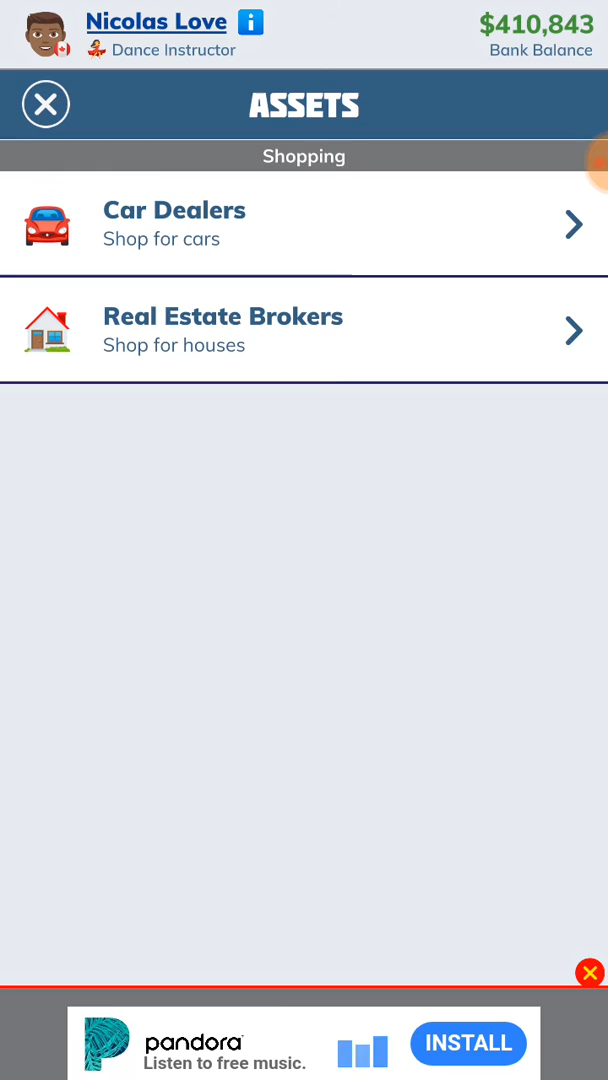 Nicolas Love
$410,843
Dance Instructor
Bank Balance
ASSETS
Shopping
Car Dealers
Shop for cars
Real Estate Brokers
Shop for houses
pandora
Listen to free music.
INSTALL